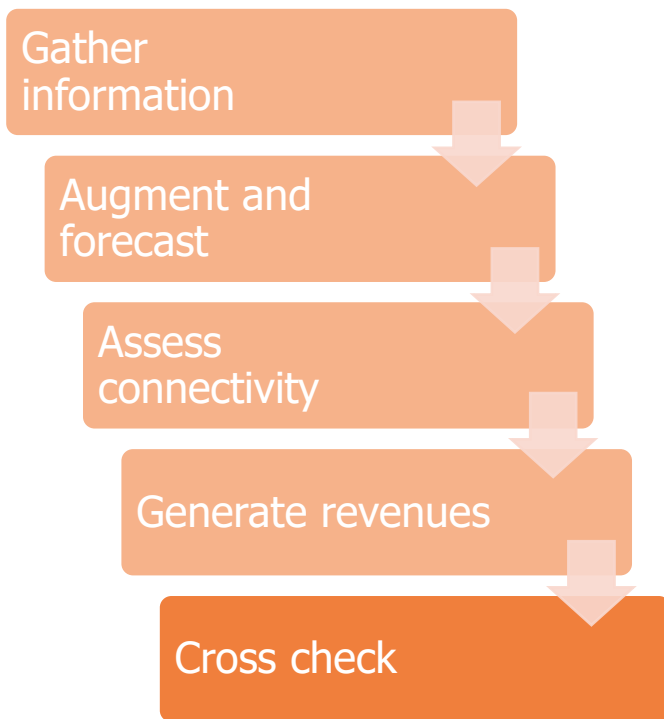 Gather
information
Augment and
forecast
Assess
connectivity
Generate revenues
Cross check